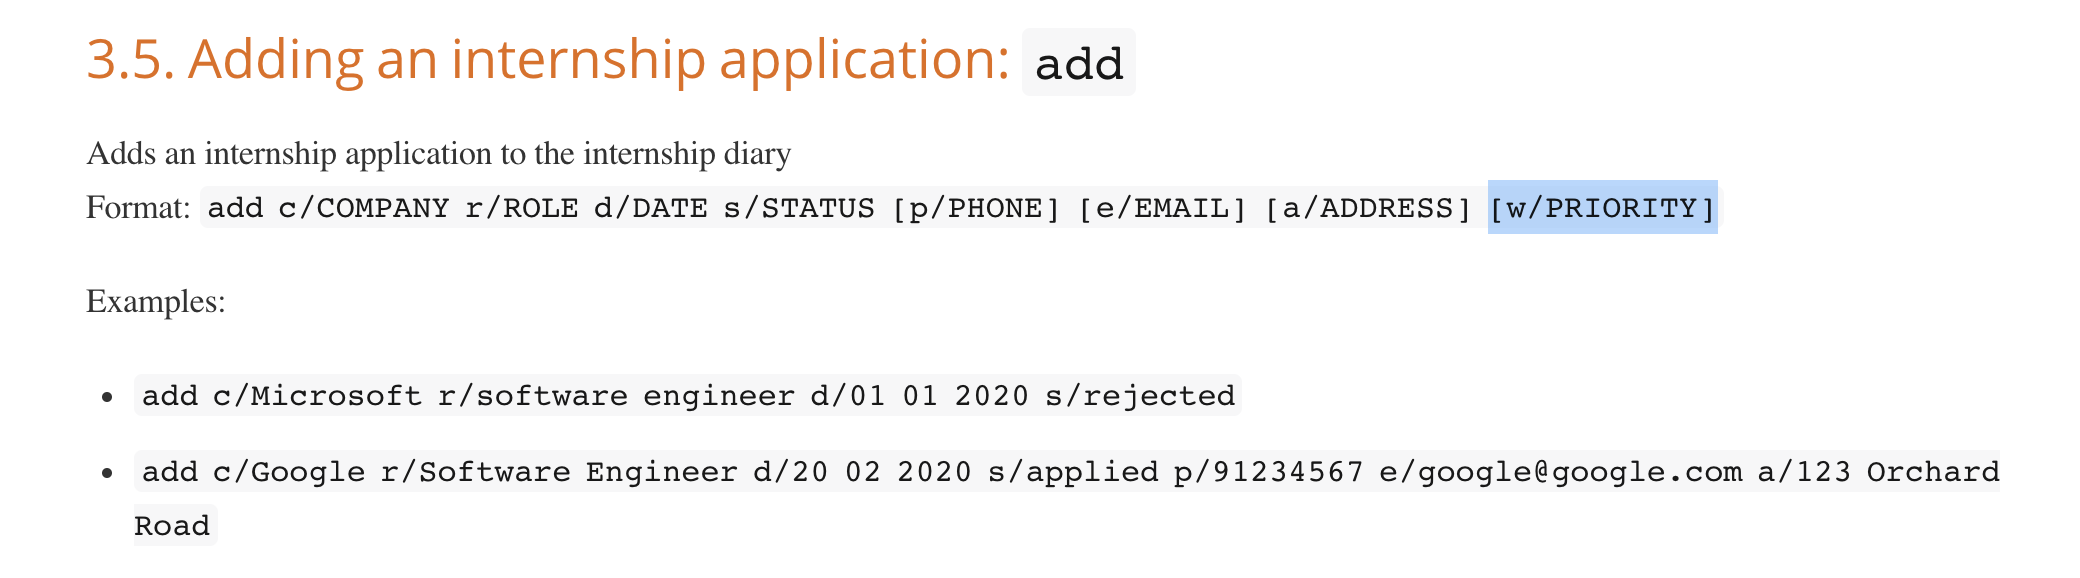 3.5. Adding an internship application: add
Adds an internship application to the internship diary
Format: add c/COMPANY r/ROLE d/DATE s/STATUS [p/PHONE] [e/EMAIL] [a/ADDRESS] [w/PRIORITY]
Examples:
• add c/Microsoft r/software engineer d/01 01 2020 s/rejected
• add c/Google r/Software Engineer d/20 02 2020 s/applied p/91234567 e/google@google.com a/123 Orchard
Road